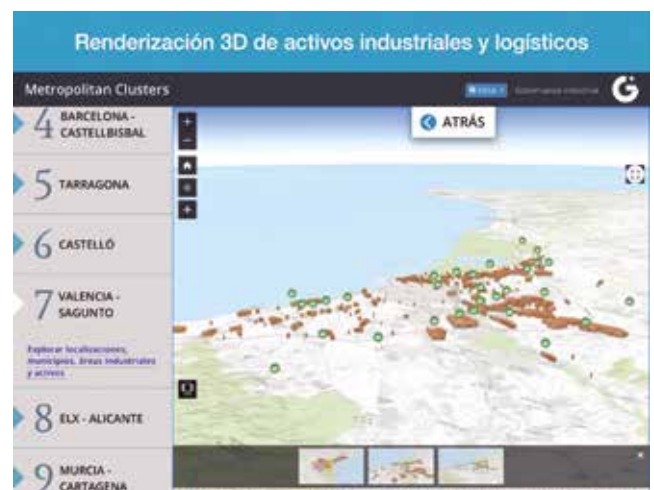 Renderización 3D de activos industriales y logísticos
Metropolitan Clusters
G
4 BARCELONA -
CASTELLBISBAL
5 TARRAGONA
6 CASTELLÓ
7 VALENCIA -
SAGUNTO
Explorar localizaciones,
municipios, áreas industriales
y activos
8 ELX - ALICANTE
9 MURCIA -
CARTAGENA
ATRÁS